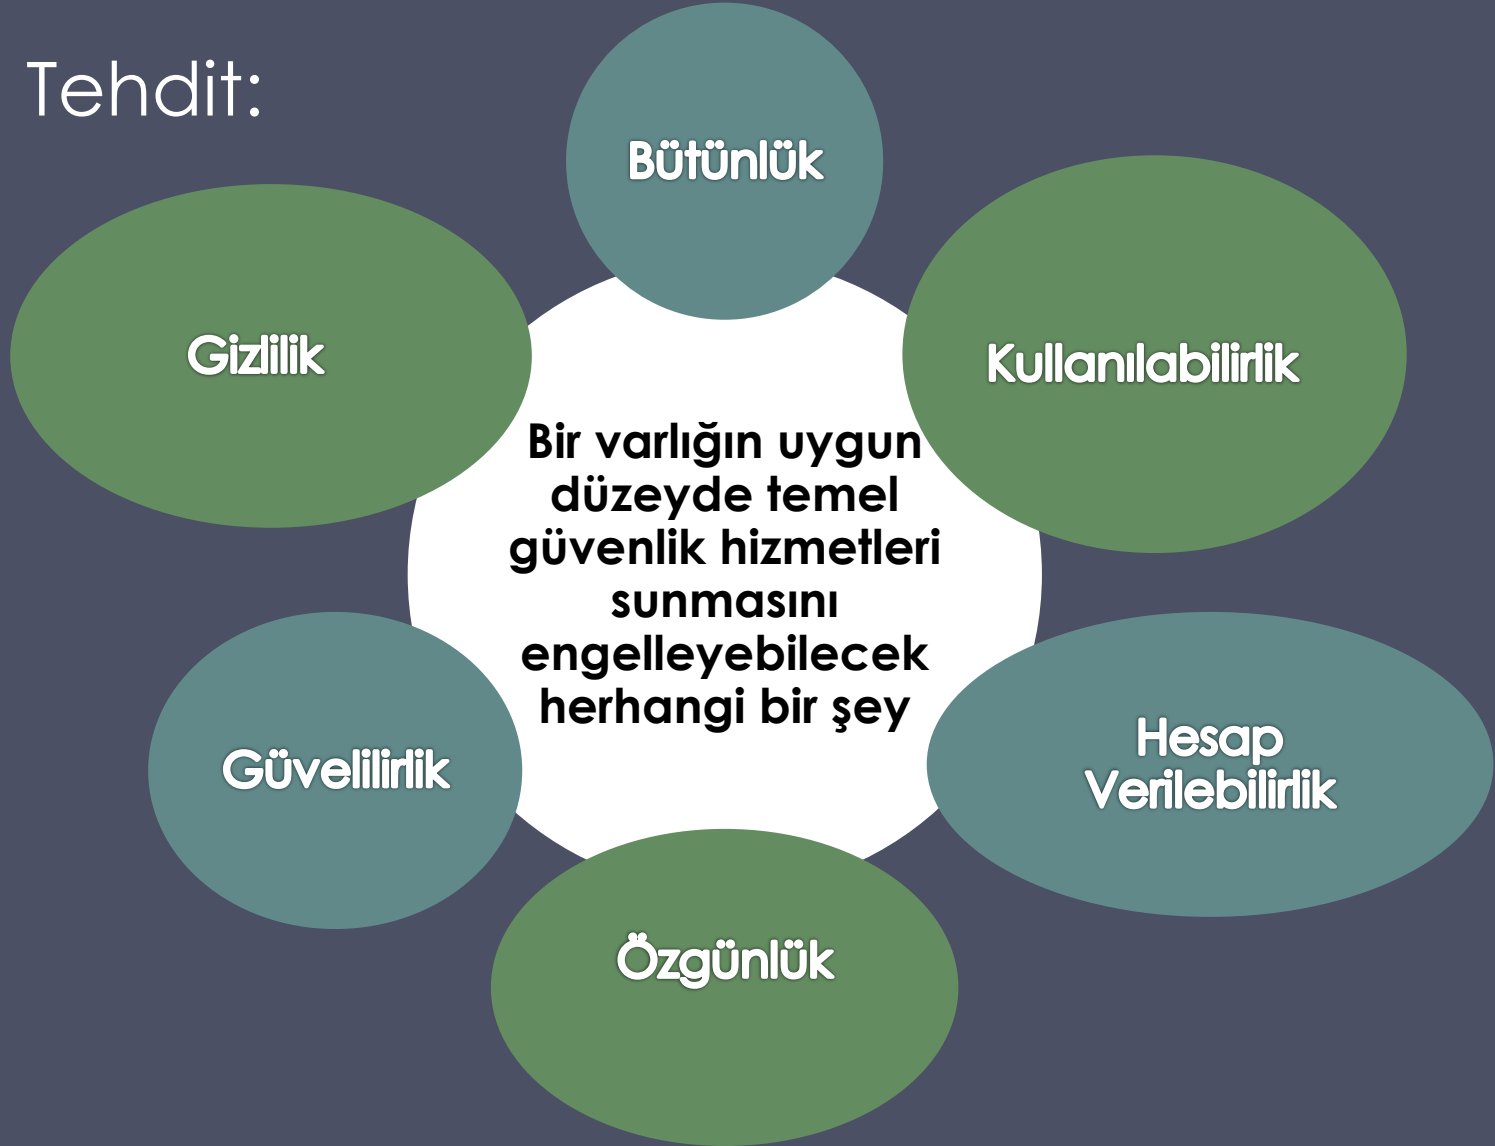 Tehdit:
Bütünlük
Gizlilik
Kullanılabilirlik
Bir varlığın uygun
düzeyde temel
güvenlik hizmetleri
sunmasını
engelleyebilecek
herhangi bir şey
Güvelilirlik
Hesap
Verilebilirlik
Özgünlük